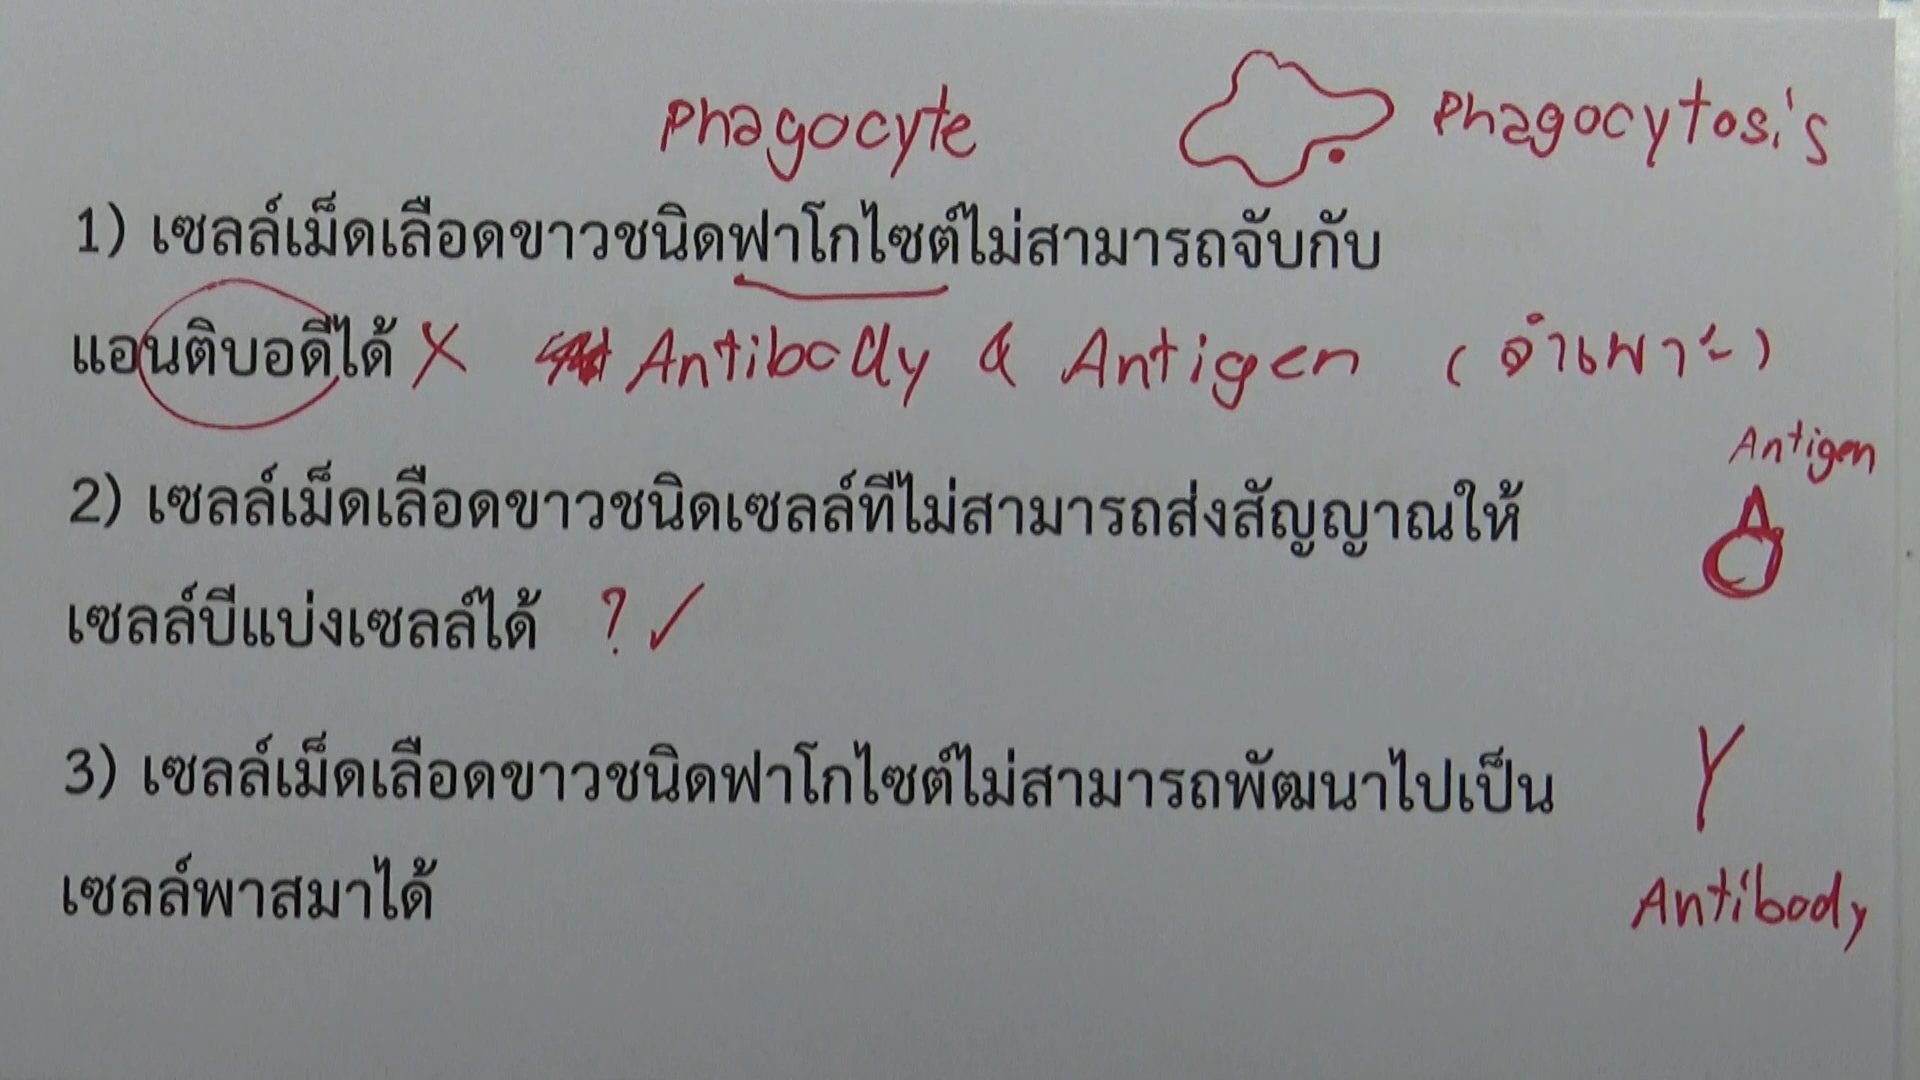 Phagocyte Phagocytosis
1) เซลล์เม็ดเลือดขาวชนิดฟาโกไซต์ไม่สามารถจับกับ
แอนติบอดีได้ X Antibody & Antigen (จำเพาะ)
Antigen
2) เซลล์เม็ดเลือดขาวชนิดเซลล์ทีไม่สามารถส่งสัญญาณให้
เซลล์บีแบ่งเซลล์ได้ ? ✓
3) เซลล์เม็ดเลือดขาวชนิดฟาโกไซต์ไม่สามารถพัฒนาไปเป็น
เซลล์พาสมาได้
Antibody